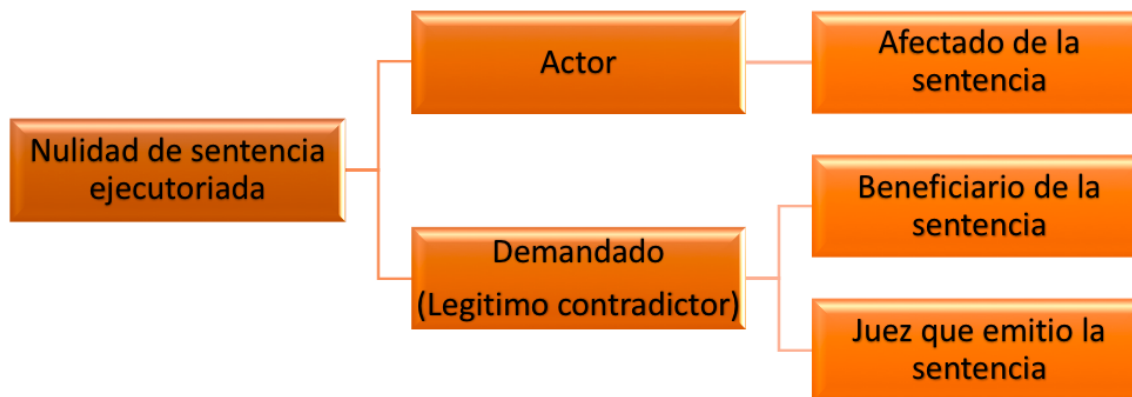 Nulidad de sentencia
ejecutoriada
Actor
Afectado de la
sentencia
Demandado
(Legitimo contradictor)
Beneficiario de la
sentencia
Juez que emitio la
sentencia